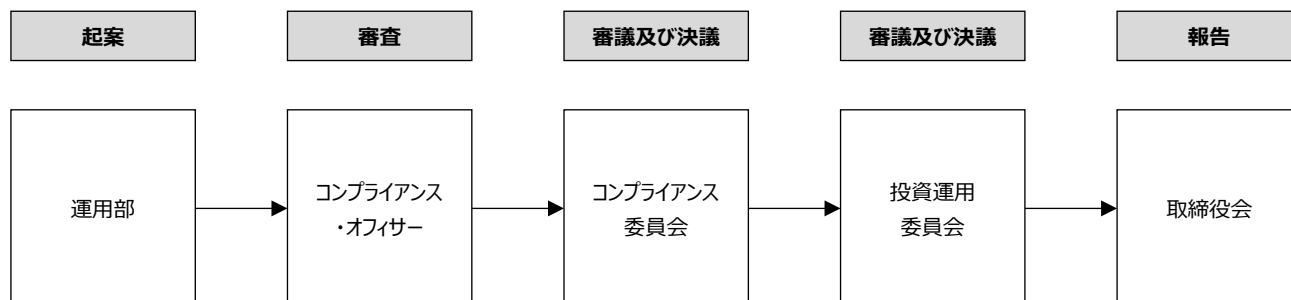 起案
審査
審議及び決議
審議及び決議
報告
運用部
コンプライアンス
・オフィサー
コンプライアンス
委員会
投資運用
委員会
取締役会